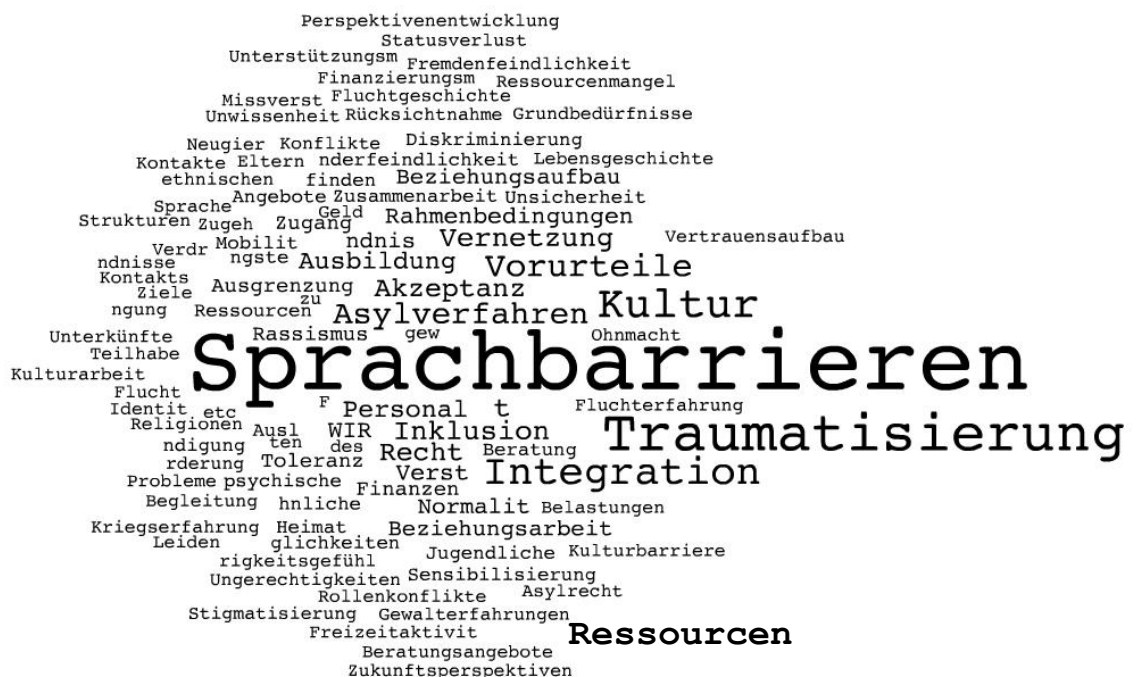 Perspektivenentwicklung
Statusverlust
Unterstützungsm Fremdenfeindlichkeit
Finanzierungsm Ressourcenmangel
Missverst Fluchtgeschichte
Unwissenheit Rücksichtnahme Grundbedürfnisse
Neugier Konflikte Diskriminierung
Kontakte Eltern nderfeindlichkeit Lebensgeschichte
ethnischen finden Beziehungsaufbau
Sprache Angebote Zusammenarbeit Unsicherheit
Strukturen Zugeh Zugang Geld Rahmenbedingungen
Verdr Mobilit ndnis Vernetzung Vertrauensaufbau
ndnisse ngste Ausbildung Vorurteile
Kontakts
Ziele Ausgrenzung zu Akzeptanz
ngung Ressourcen Asylverfahren Kultur
Unterkünfte Rassismus gew Ohnmacht
Teilhabe Sprachbarrieren
Kulturarbeit
Flucht
Identit etc F Personal t Fluchterfahrung
Religionen Ausl WIR Inklusion Traumatisierung
ndigung ten des Recht Beratung
rderung Toleranz Verst Integration
Probleme psychische Finanzen
Begleitung hnliche Normalit Belastungen
Kriegserfahrung Heimat Beziehungsarbeit
Leiden glichkeiten Jugendliche Kulturbarriere
rigkeitsgefühl
Ungerechtigkeiten Sensibilisierung
Rollenkonflikte Asylrecht
Stigmatisierung Gewalterfahrungen
Freizeitaktivit Ressourcen
Beratungsangebote
Zukunftsperspektiven